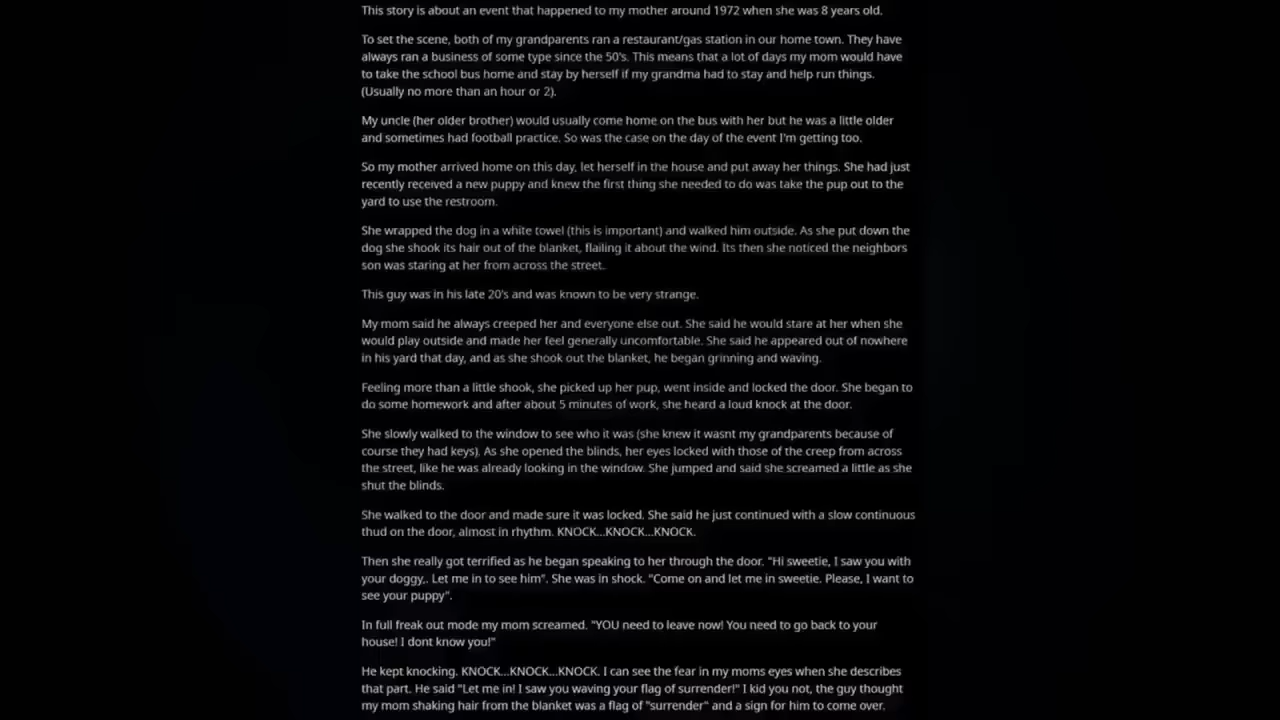 This story is about an event that happened to my mother around 1972 when she was 8 years old.
To set the scene, both of my grandparents ran a restaurant/gas station in our home town. They have
always ran a business of some type since the 50's. This means that a lot of days my mom would have
to take the school bus home and stay by herself if my grandma had to stay and help run things.
(Usually no more than an hour or 2).
My uncle (her older brother) would usually come home on the bus with her but he was a little older
and sometimes had football practice. So was the case on the day of the event I'm getting too.
So my mother arrived home on this day, let herself in the house and put away her things. She had just
recently received a new puppy and knew the first thing she needed to do was take the pup out to the
yard to use the restroom.
She wrapped the dog in a white towel (this is important) and walked him outside. As she put down the
dog she shook its hair out of the blanket, flailing it about the wind. Its then she noticed the neighbors
son was staring at her from across the street.
This guy was in his late 20's and was known to be very strange.
My mom said he always creeped her and everyone else out. She said he would stare at her when she
would play outside and made her feel generally uncomfortable. She said he appeared out of nowhere
in his yard that day, and as she shook out the blanket, he began grinning and waving.
Feeling more than a little shook, she picked up her pup, went inside and locked the door. She began to
do some homework and after about 5 minutes of work, she heard a loud knock at the door.
She slowly walked to the window to see who it was (she knew it wasnt my grandparents because of
course they had keys). As she opened the blinds, her eyes locked with those of the creep from across
the street, like he was already looking in the window. She jumped and said she screamed a little as she
shut the blinds.
She walked to the door and made sure it was locked. She said he just continued with a slow continuous
thud on the door, almost in rhythm. KNOCK...KNOCK...KNOCK.
Then she really got terrified as he began speaking to her through the door. "Hi sweetie, I saw you with
your doggy,. Let me in to see him". She was in shock. "Come on and let me in sweetie. Please, I want to
see your puppy".
In full freak out mode my mom screamed. "YOU need to leave now! You need to go back to your
house! I dont know you!"
He kept knocking. KNOCK...KNOCK...KNOCK. I can see the fear in my moms eyes when she describes
that part. He said "Let me in! I saw you waving your flag of surrender!" I kid you not, the guy thought
my mom shaking hair from the blanket was a flag of "surrender" and a sign for him to come over.